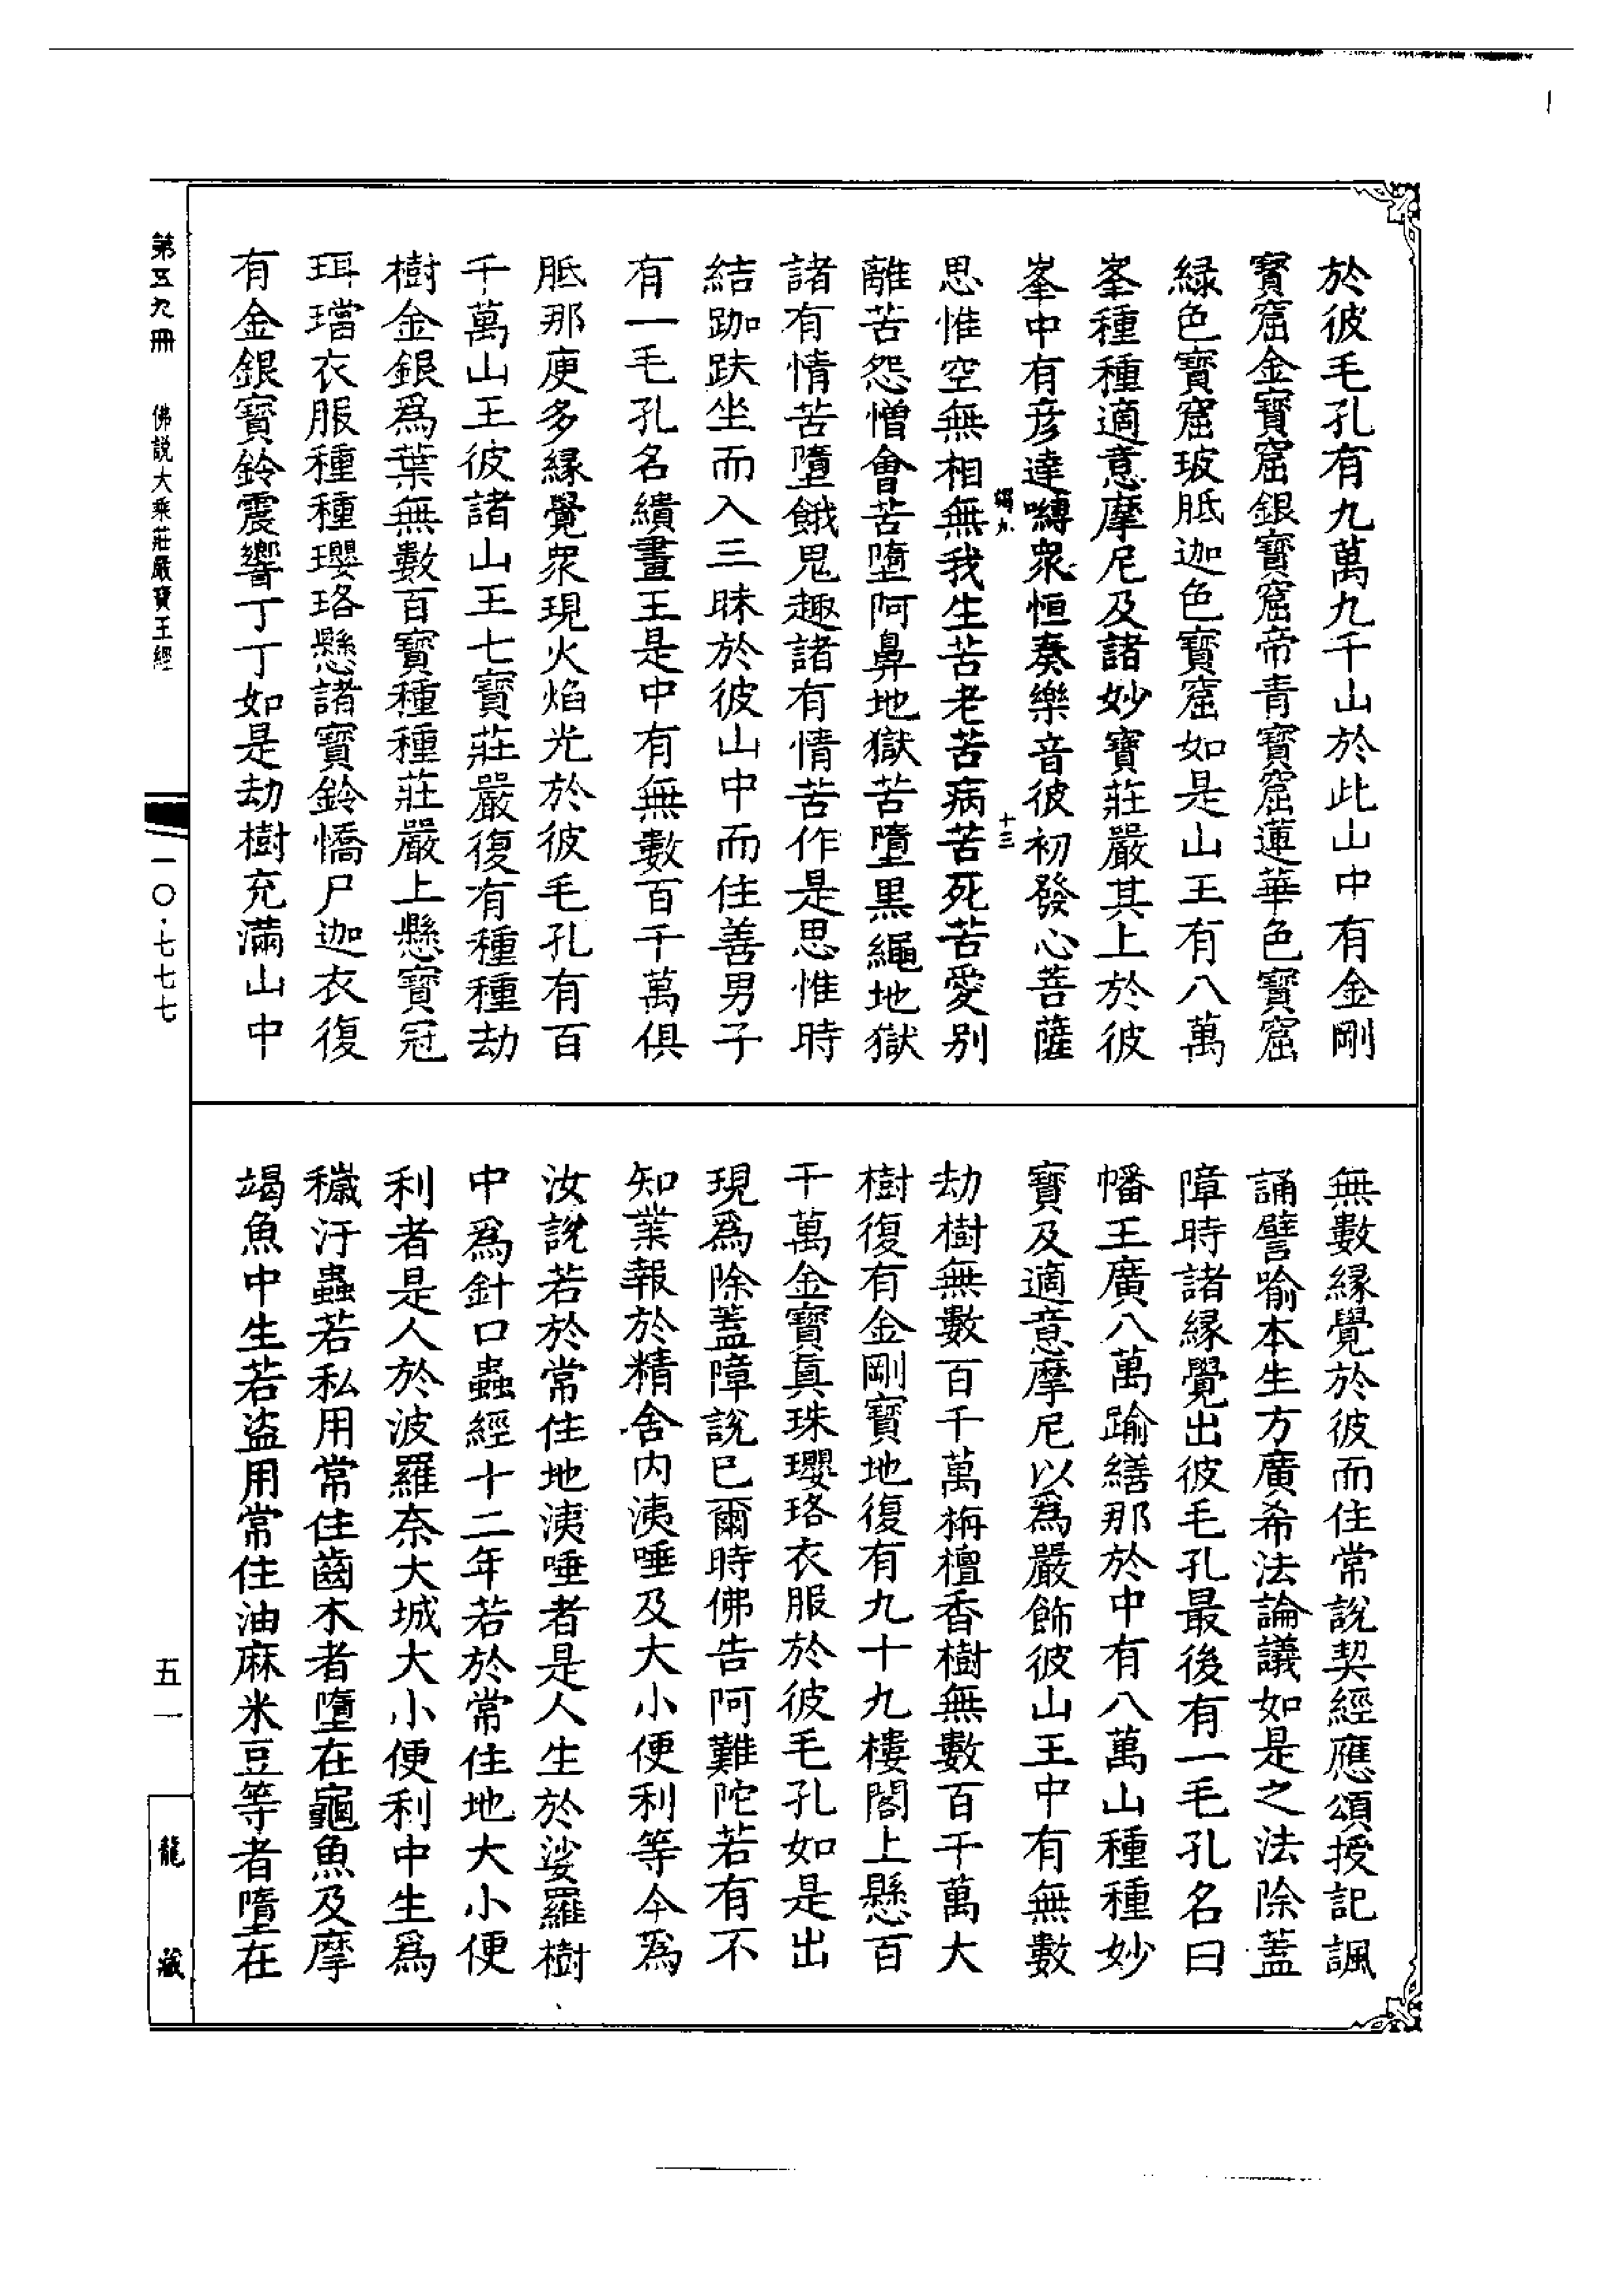 於彼毛孔有九萬九千山於此山中有金剛
寶窟金寶窟銀寶窟帝青寶窟蓮華色寶窟
緑色寶窟玻胝迦色寶窟如是山王有八萬
峯種種適意摩尼及諸妙寶莊嚴其上於彼
峯中有彦達嚩衆恒奏樂音彼初發心菩薩
十三
思惟空無相無我生苦老苦病苦死苦愛别
離苦怨憎會苦墮阿鼻地獄苦墮黒繩地獄
諸有情苦墮餓鬼趣諸有情苦作是思惟時
結跏趺坐而入三昧於彼山中而住善男子
有一毛孔名繢畫王是中有無數百千萬俱
胝那庾多縁覺衆現火焰光於彼毛孔有百
千萬山王彼諸山王七寶莊嚴復有種種劫
樹金銀爲葉無數百寶種種莊嚴上懸寶冠
珥璫衣服種種瓔珞懸諸寶鈴憍尸迦衣復
有金銀寶鈴震響丁丁如是劫樹充滿山中
無數縁覺於彼而住常說契經應頌授記諷
誦譬喻本生方廣希法論議如是之法除蓋
障時諸縁覺出彼毛孔最後有一毛孔名曰
幡王廣八萬踰繕那於中有八萬山種種妙
寶及適意摩尼以爲嚴飾彼山王中有無數
劫樹無數百千萬栴檀香樹無數百千萬大
樹復有金剛寶地復有九十九樓閣上懸百
千萬金寶真珠瓔珞衣服於彼毛孔如是出
現爲除蓋障說已爾時佛告阿難陀若有不
知業報於精舍内洟唾及大小便利等今爲
汝說若於常住地洟唾者是人生於娑羅樹
中爲針口蟲經十二年若於常住地大小便
利者是人於波羅奈大城大小便利中生爲
穢汙蟲若私用常住齒木者墮在龜魚及摩
竭魚中生若盜用常住油麻米豆等者墮在
第五九冊 佛説大乘莊嚴寶王經
一〇·七七七
五一
龍藏